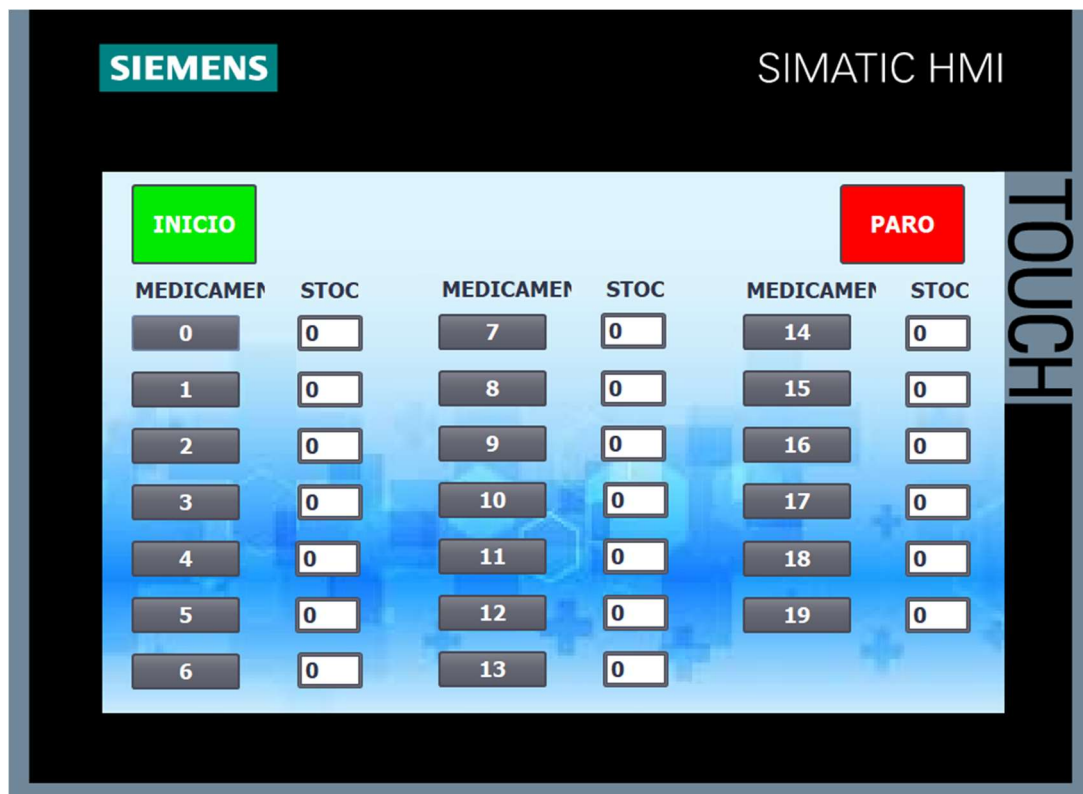 SIEMENS SIMATIC HMI
TOUCH
INICIO PARO
MEDICAMEN STOC MEDICAMEN STOC MEDICAMEN STOC
0 0 7 0 14 0
1 0 8 0 15 0
2 0 9 0 16 0
3 0 10 0 17 0
4 0 11 0 18 0
5 0 12 0 19 0
6 0 13 0